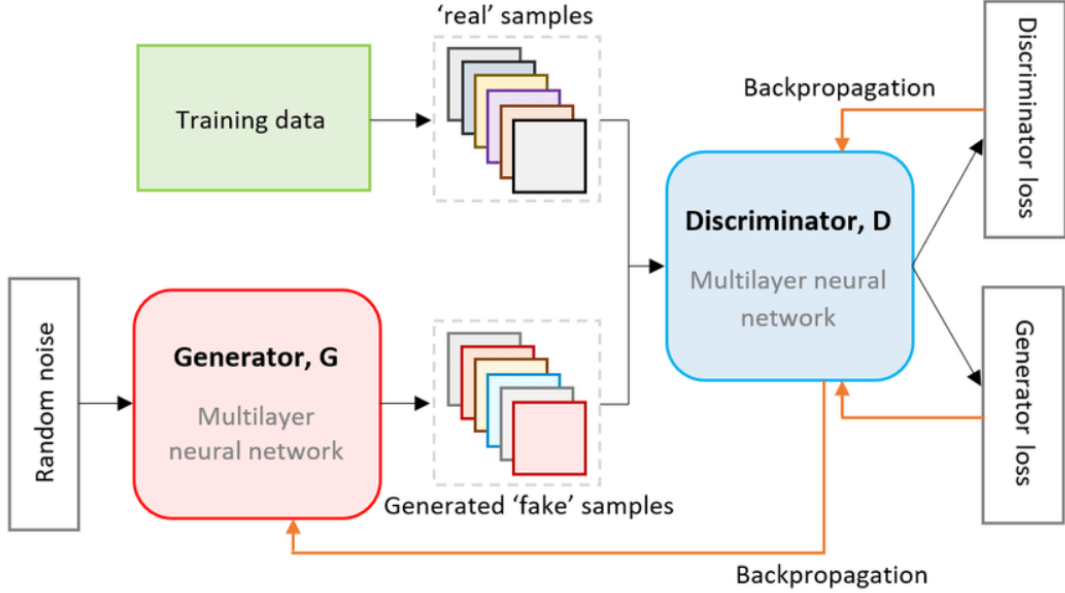 'real' samples
Training data
Backpropagation
Discriminator loss
Discriminator, D
Multilayer neural
network
Random noise
Generator, G
Multilayer
neural network
Generated 'fake' samples
Generator loss
Backpropagation